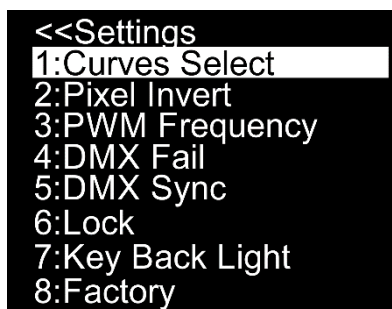 <<Settings
1:Curves Select
2:Pixel Invert
3:PWM Frequency
4:DMX Fail
5:DMX Sync
6:Lock
7:Key Back Light
8:Factory